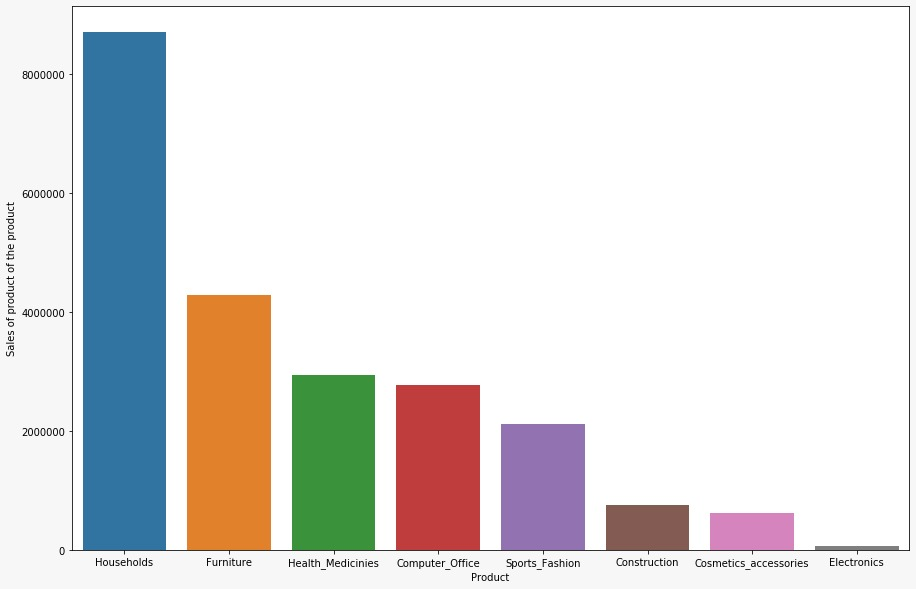 8000000
6000000
4000000
2000000
0
Sales of product of the product
Households Furniture Health_Medicinies Computer_Office Sports_Fashion Construction Cosmetics_accessories Electronics
Product